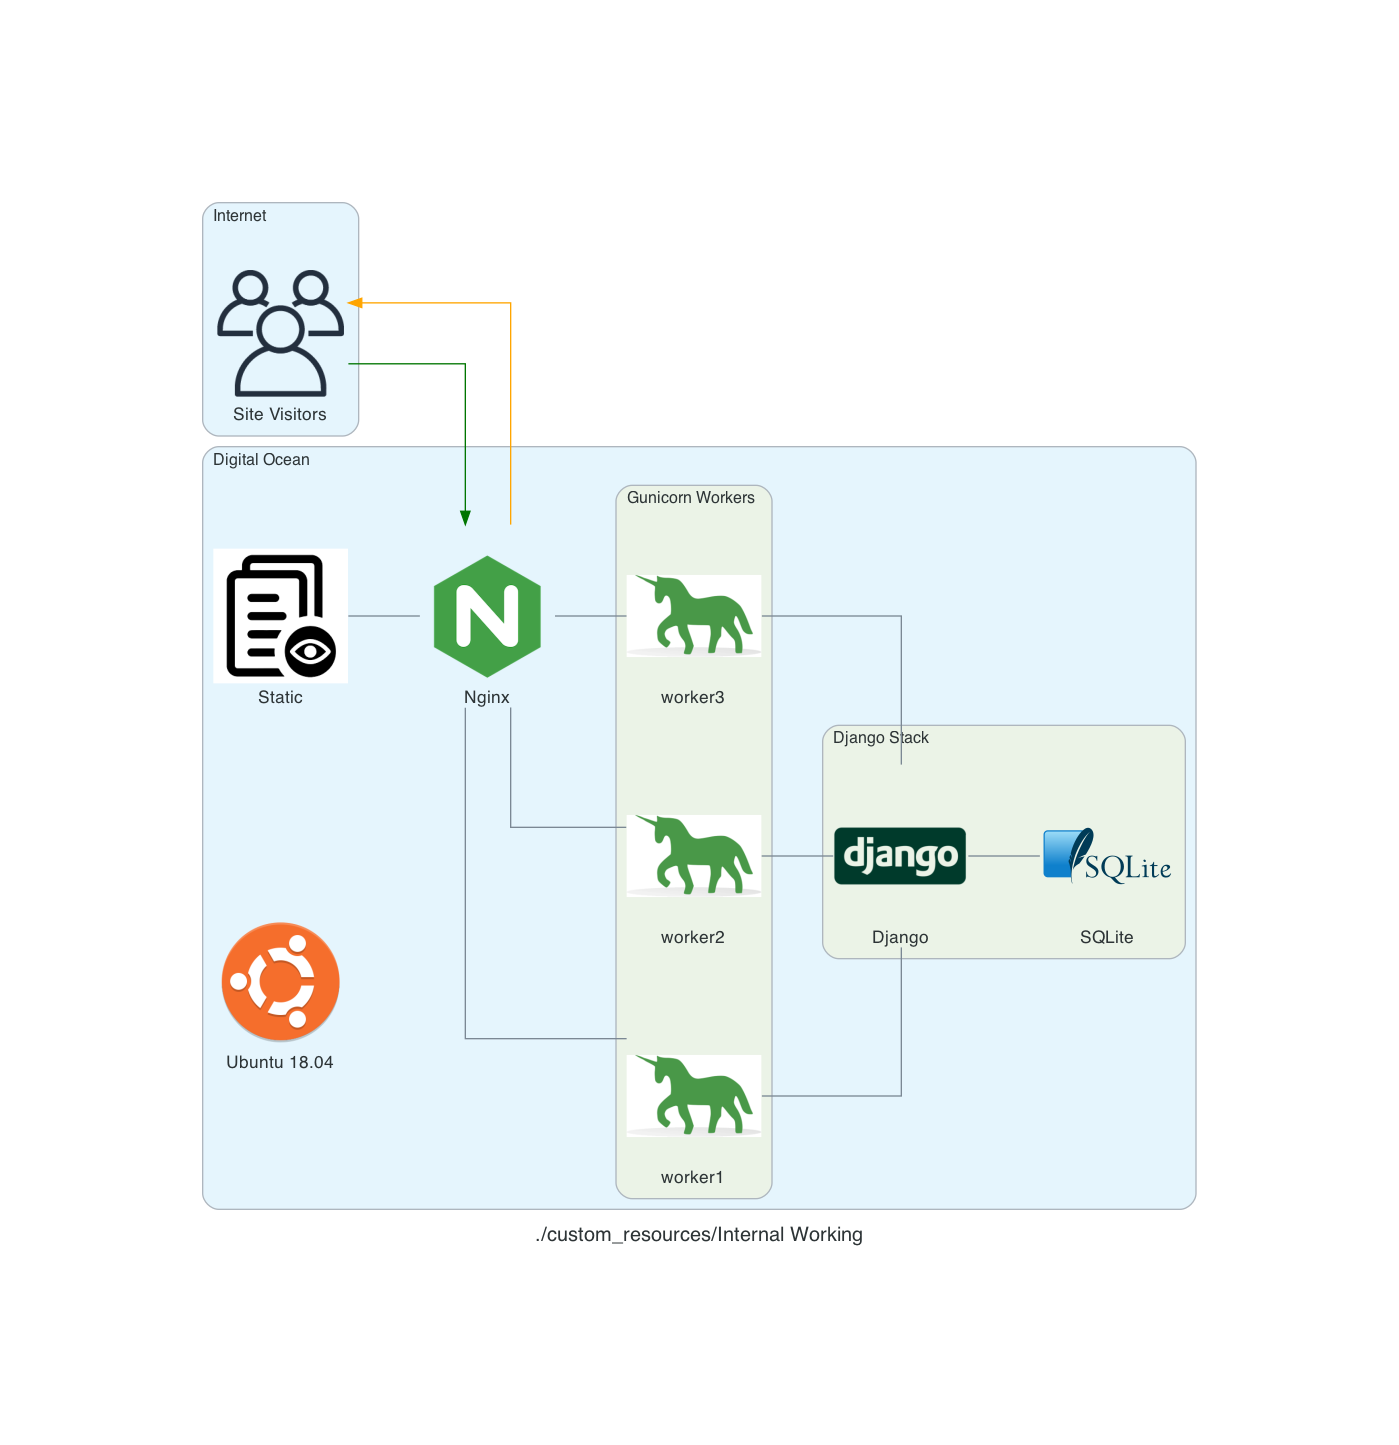 Internet
Site Visitors
Digital Ocean
Gunicorn Workers
Static
Nginx
worker3
Django Stack
django
SQLite
worker2
Django
SQLite
Ubuntu 18.04
worker1
./custom_resources/Internal Working